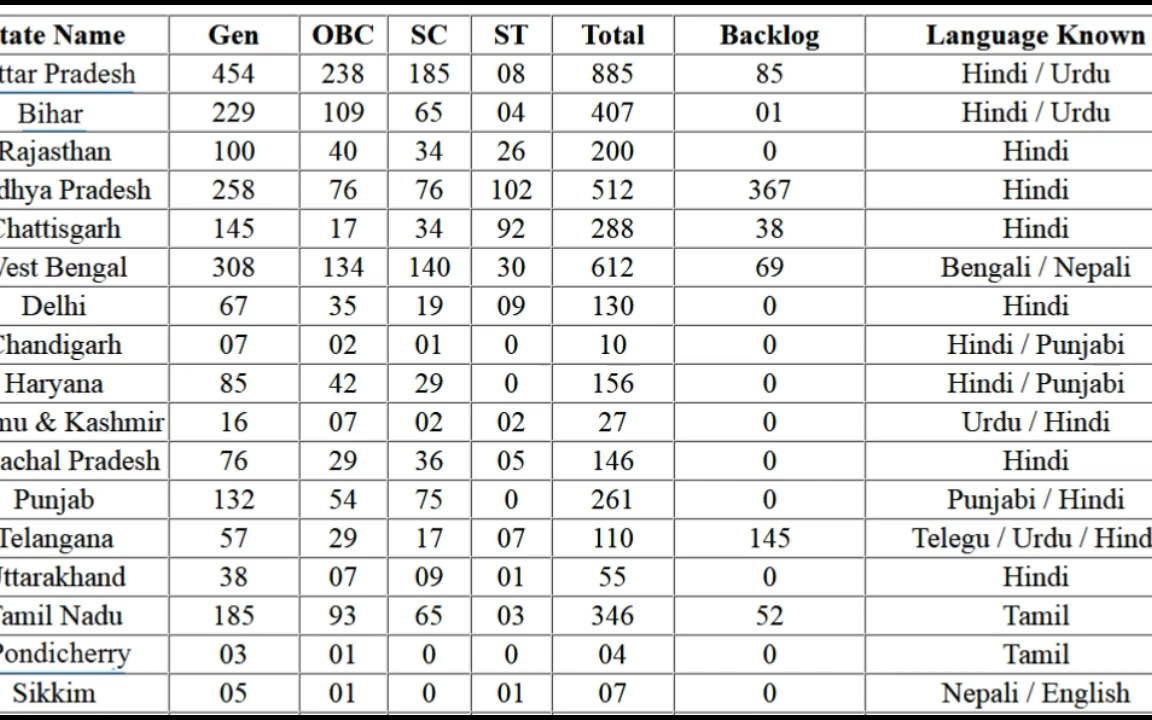 tate Name Gen OBC SC ST Total Backlog Language Known
ttar Pradesh 454 238 185 08 885 85 Hindi / Urdu
Bihar 229 109 65 04 407 01 Hindi / Urdu
Rajasthan 100 40 34 26 200 0 Hindi
dhya Pradesh 258 76 76 102 512 367 Hindi
Chattisgarh 145 17 34 92 288 38 Hindi
West Bengal 308 134 140 30 612 69 Bengali / Nepali
Delhi 67 35 19 09 130 0 Hindi
Chandigarh 07 02 01 0 10 0 Hindi / Punjabi
Haryana 85 42 29 0 156 0 Hindi / Punjabi
mu & Kashmir 16 07 02 02 27 0 Urdu / Hindi
achal Pradesh 76 29 36 05 146 0 Hindi
Punjab 132 54 75 0 261 0 Punjabi / Hindi
Telangana 57 29 17 07 110 145 Telegu / Urdu / Hind
Uttarakhand 38 07 09 01 55 0 Hindi
Tamil Nadu 185 93 65 03 346 52 Tamil
Pondicherry 03 01 0 0 04 0 Tamil
Sikkim 05 01 0 01 07 0 Nepali / English